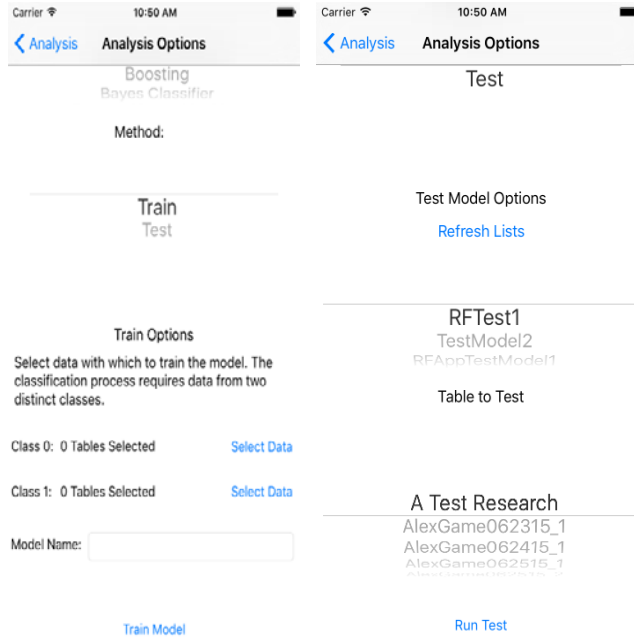 Carrier 10:50 AM
Analysis Analysis Options
Boosting
Bayes Classifier
Method:
Train
Test
Train Options
Select data with which to train the model. The
classification process requires data from two
distinct classes.
Class 0: 0 Tables Selected Select Data
Class 1: 0 Tables Selected Select Data
Model Name:
Train Model
Carrier 10:50 AM
Analysis Analysis Options
Test
Test Model Options
Refresh Lists
RFTest1
TestModel2
RFAppTestModel1
Table to Test
A Test Research
AlexGame062315_1
AlexGame062415_1
AlexGame062515_1
Run Test